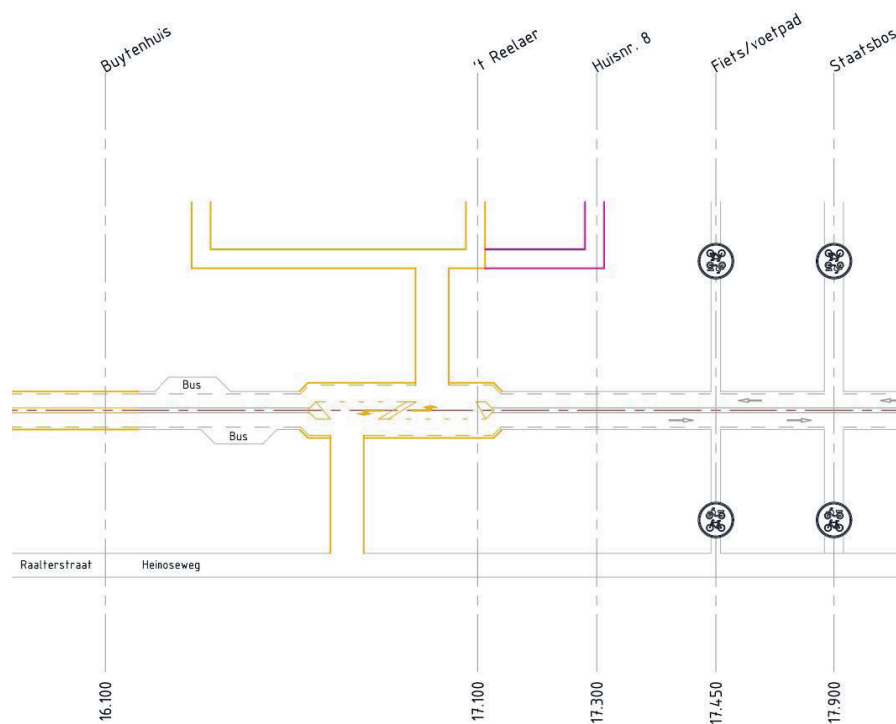 Buytenhuis
't Reelaer
Huisnr. 8
Fiets/voetpad
Staatsbos
Bus
Bus
Raalterstraat
Heinoseweg
16.100
17.100
17.300
17.450
17.900